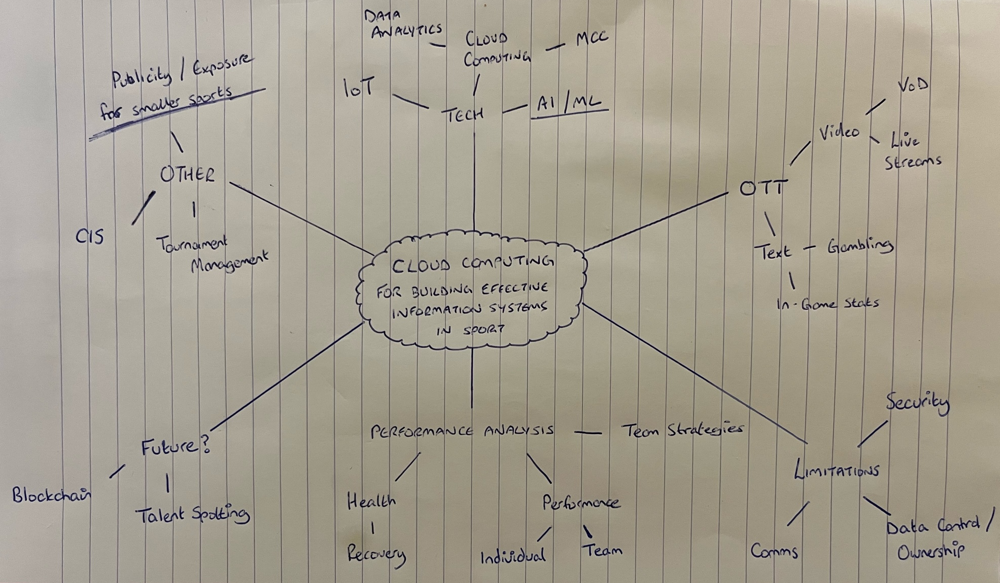 DATA
ANALYTICS
CLOUD
COMPUTING
MCC
IoT
TECH
AI/ML
Publicity / Exposure
for smaller sports
OTHER
CIS
Tournament
Management
VoD
Video
Live
Streams
OTT
Text
Gambling
In-Game Stats
CLOUD COMPUTING
FOR BUILDING EFFECTIVE
INFORMATION SYSTEMS
IN SPORT
Future?
Blockchain
Talent Spotting
PERFORMANCE ANALYSIS
Team Strategies
Health
Recovery
Performance
Individual
Team
Security
LIMITATIONS
Comms
Data Control /
Ownership